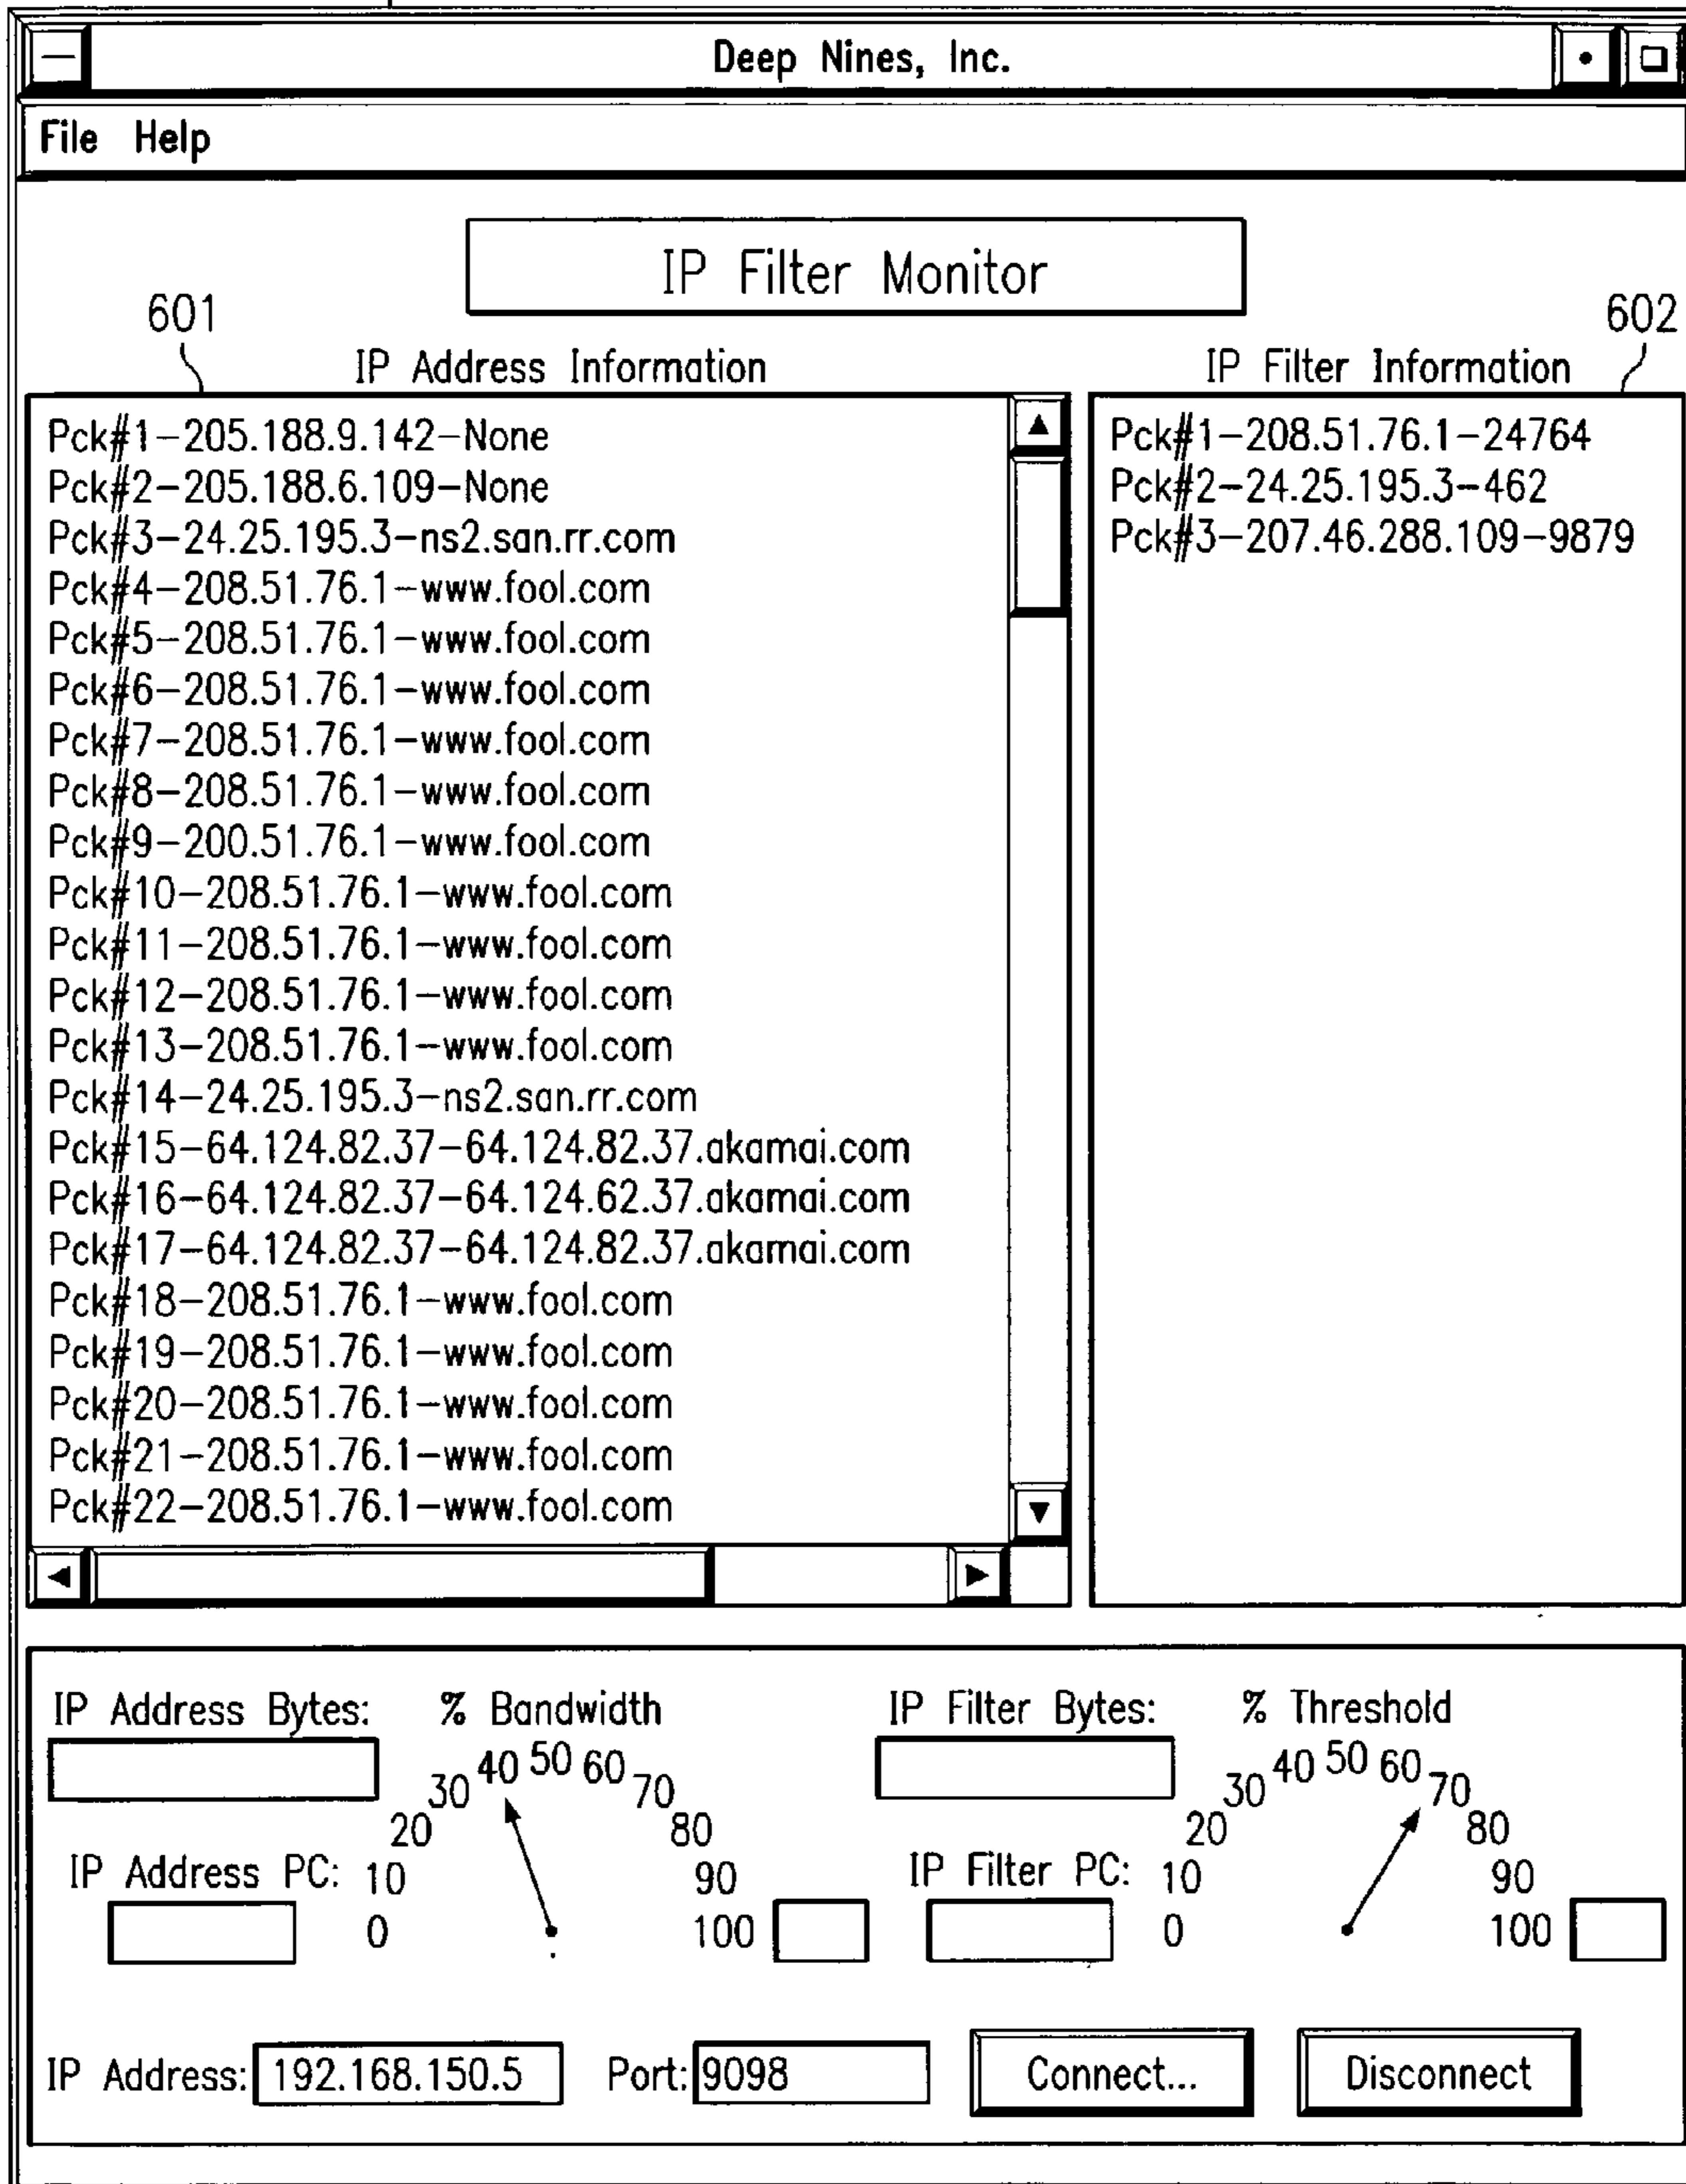 Deep Nines, Inc.
File Help
IP Filter Monitor
601
602
IP Address Information
IP Filter Information
Pck#1-205.188.9.142-None
Pck#2-205.188.6.109-None
Pck#3-24.25.195.3-ns2.san.rr.com
Pck#4-208.51.76.1-www.fool.com
Pck#5-208.51.76.1-www.fool.com
Pck#6-208.51.76.1-www.fool.com
Pck#7-208.51.76.1-www.fool.com
Pck#8-208.51.76.1-www.fool.com
Pck#9-200.51.76.1-www.fool.com
Pck#10-208.51.76.1-www.fool.com
Pck#11-208.51.76.1-www.fool.com
Pck#12-208.51.76.1-www.fool.com
Pck#13-208.51.76.1-www.fool.com
Pck#14-24.25.195.3-ns2.san.rr.com
Pck#15-64.124.82.37-64.124.82.37.akamai.com
Pck#16-64.124.82.37-64.124.62.37.akamai.com
Pck#17-64.124.82.37-64.124.82.37.akamai.com
Pck#18-208.51.76.1-www.fool.com
Pck#19-208.51.76.1-www.fool.com
Pck#20-208.51.76.1-www.fool.com
Pck#21-208.51.76.1-www.fool.com
Pck#22-208.51.76.1-www.fool.com
Pck#1-208.51.76.1-24764
Pck#2-24.25.195.3-462
Pck#3-207.46.288.109-9879
IP Address Bytes:
% Bandwidth
0 10 20 30 40 50 60 70 80 90 100
IP Address PC:
IP Filter Bytes:
% Threshold
0 10 20 30 40 50 60 70 80 90 100
IP Filter PC:
IP Address: 192.168.150.5 Port: 9098 Connect... Disconnect